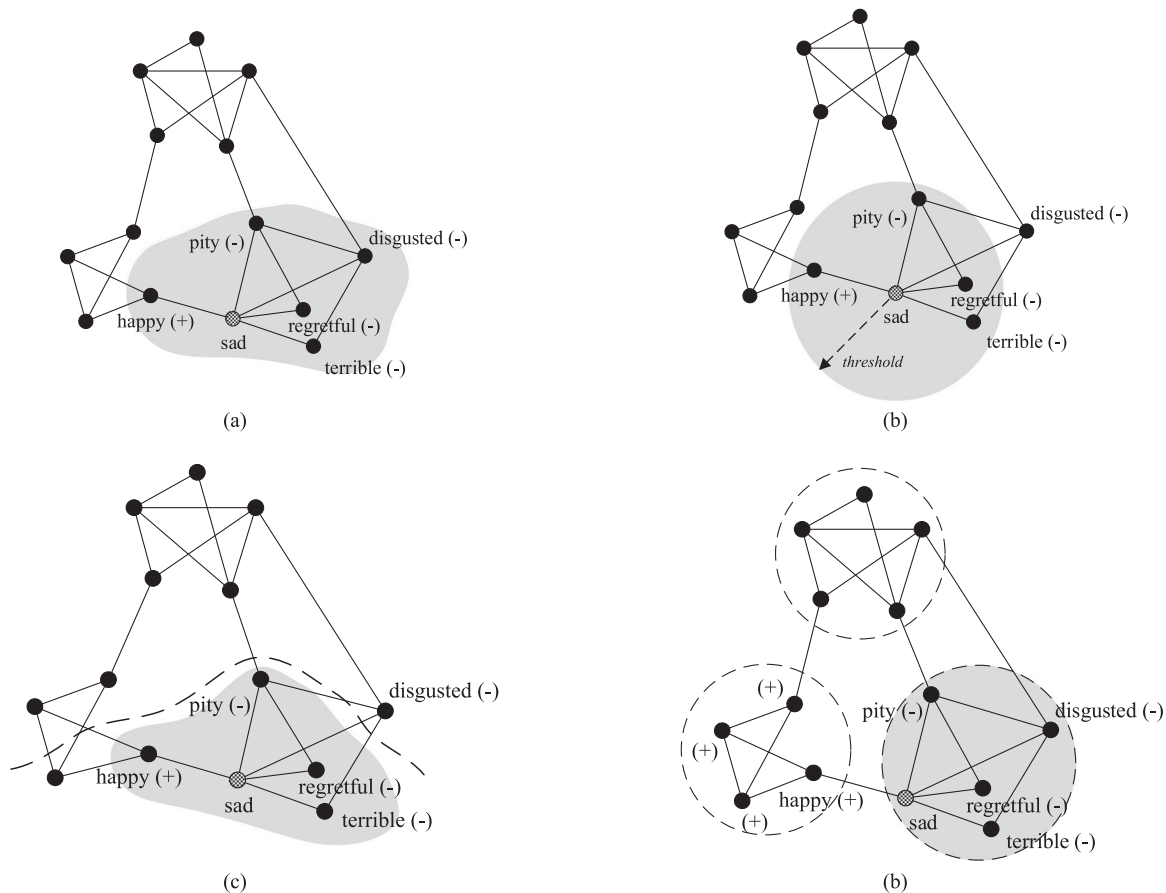 pity (-)
disgusted (-)
happy (+)
regretful (-)
sad
terrible (-)
(a)
pity (-)
disgusted (-)
happy (+)
regretful (-)
sad
terrible (-)
threshold
(b)
pity (-)
disgusted (-)
happy (+)
regretful (-)
sad
terrible (-)
(c)
(+)
pity (-)
disgusted (-)
(+)
happy (+)
regretful (-)
(+)
sad
terrible (-)
(b)